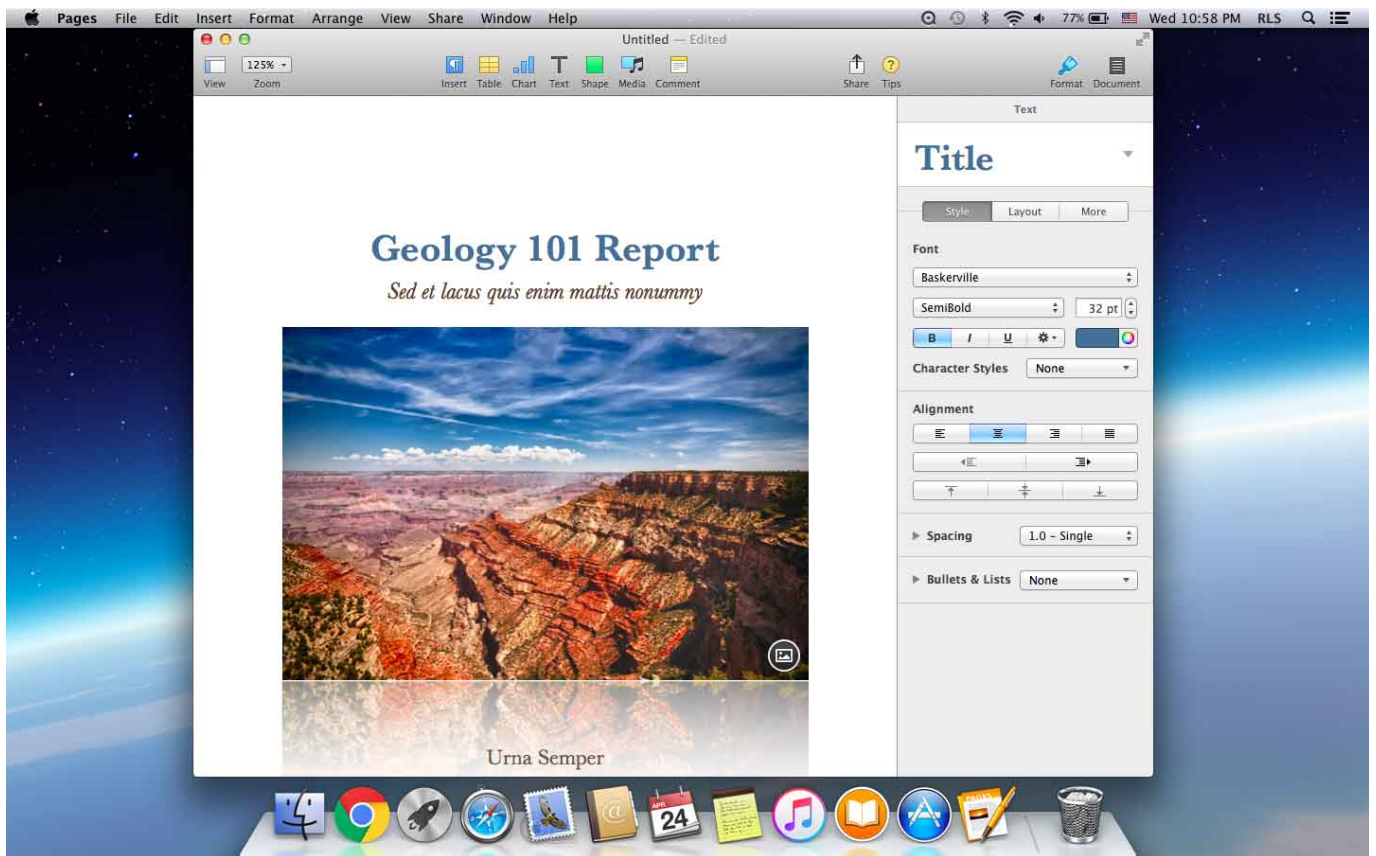 Pages File Edit Insert Format Arrange View Share Window Help 77% Wed 10:58 PM RLS
Untitled — Edited
125%
View Zoom Insert Table Chart Text Shape Media Comment Share Tips Format Document
Text
Title
Style Layout More
Font
Baskerville
SemiBold 32 pt
B I U
Character Styles None
Alignment
Spacing 1.0 – Single
Bullets & Lists None
Geology 101 Report
Sed et lacus quis enim mattis nonummy
Urna Semper
APR
24
PAGES